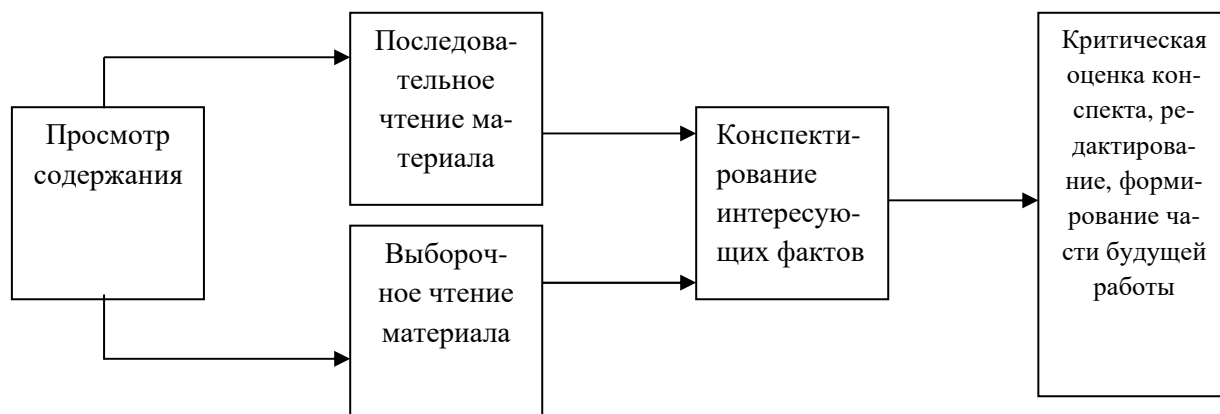 Просмотр
содержания
Последова-
тельное
чтение ма-
териала
Выбороч-
ное чтение
материала
Конспекти-
рование
интересую-
щих фактов
Критическая
оценка кон-
спекта, ре-
дактирова-
ние, форми-
рование ча-
сти будущей
работы